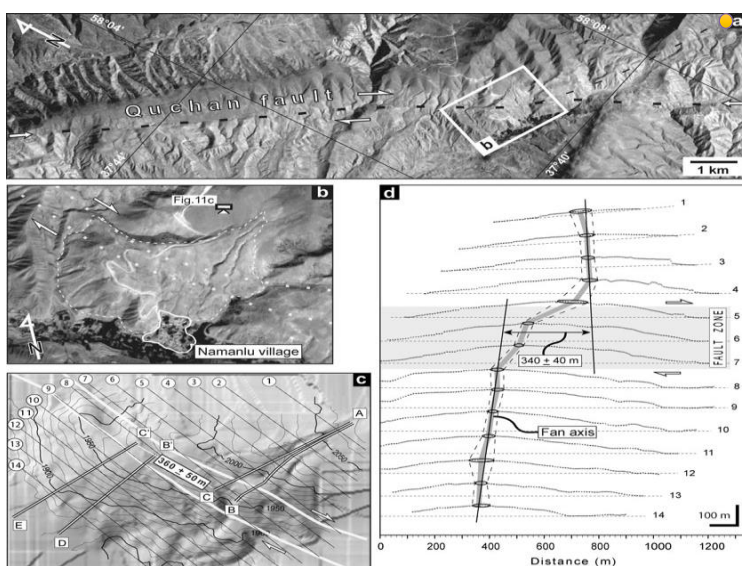 a
N
58°04'
58°08'
Quchan fault
b
37°44'
37°40'
1 km
b
Fig.11c
N
Namanlu village
c
1 2 3 4 5 6 7 8 9 10 11 12 13 14
A
C'
B'
360 ± 50 m
C
B
E
D
1900
1950
2000
2050
1950
d
1
2
3
4
5
6
7
8
9
10
11
12
13
14
FAULT ZONE
340 ± 40 m
Fan axis
100 m
0 200 400 600 800 1000 1200
Distance (m)